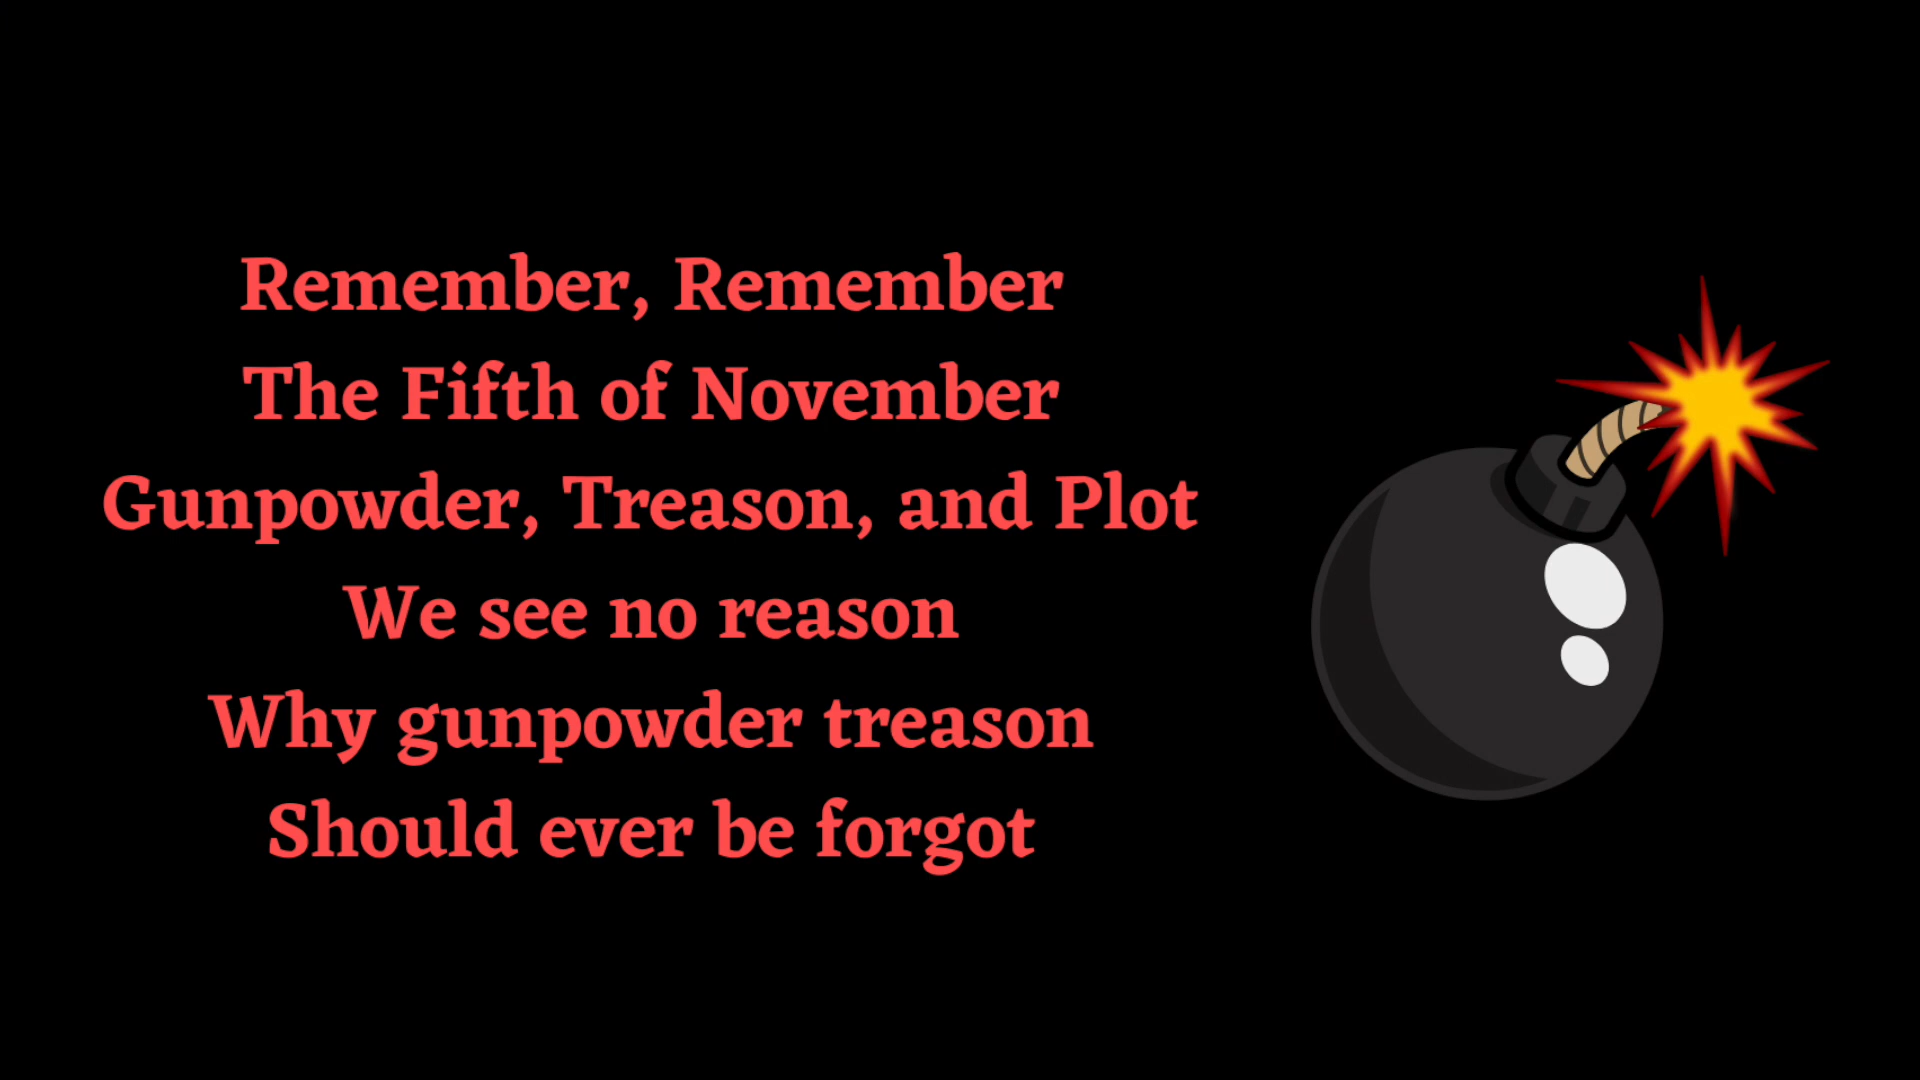 Remember, Remember
The Fifth of November
Gunpowder, Treason, and Plot
We see no reason
Why gunpowder treason
Should ever be forgot